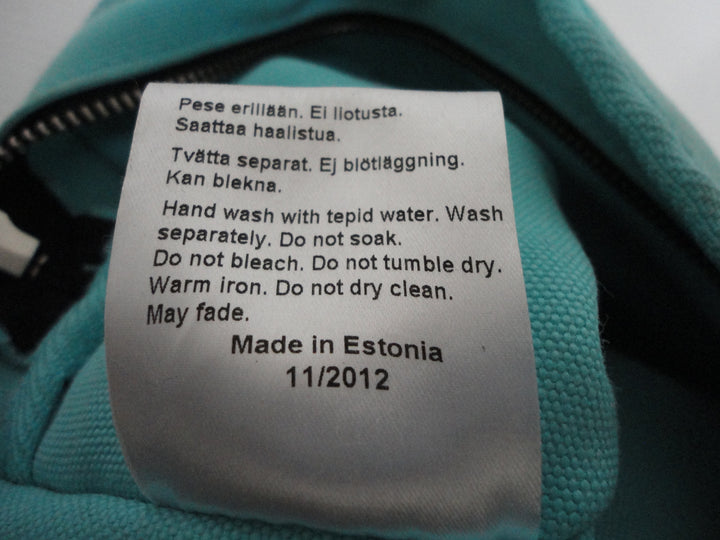 Pese erillään. Ei liotusta.
Saattaa haalistua.
Tvätta separat. Ej blötläggning.
Kan blekna.
Hand wash with tepid water. Wash
separately. Do not soak.
Do not bleach. Do not tumble dry.
Warm iron. Do not dry clean.
May fade.
Made in Estonia
11/2012